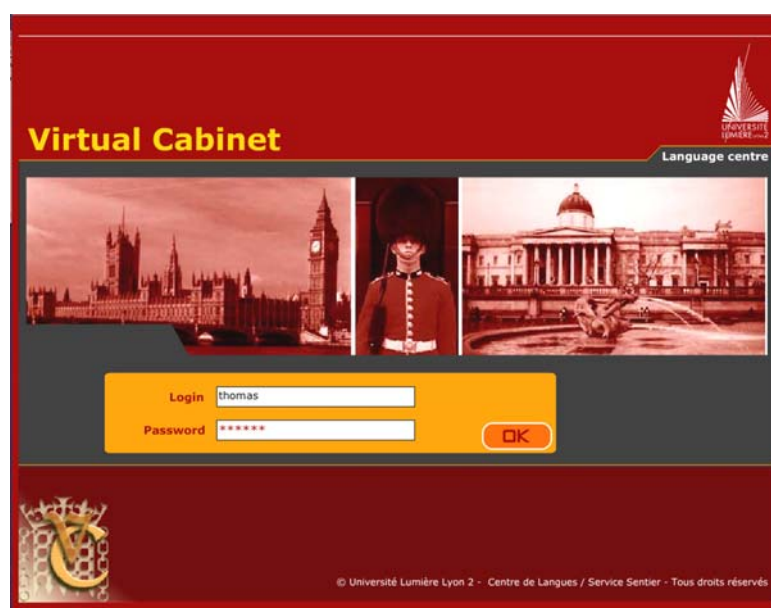 UNIVERSITÉ
LUMIÈRE LYON 2
Virtual Cabinet
Language centre
Login thomas
Password ******
OK
VC
© Université Lumière Lyon 2 - Centre de Langues / Service Sentier - Tous droits réservés